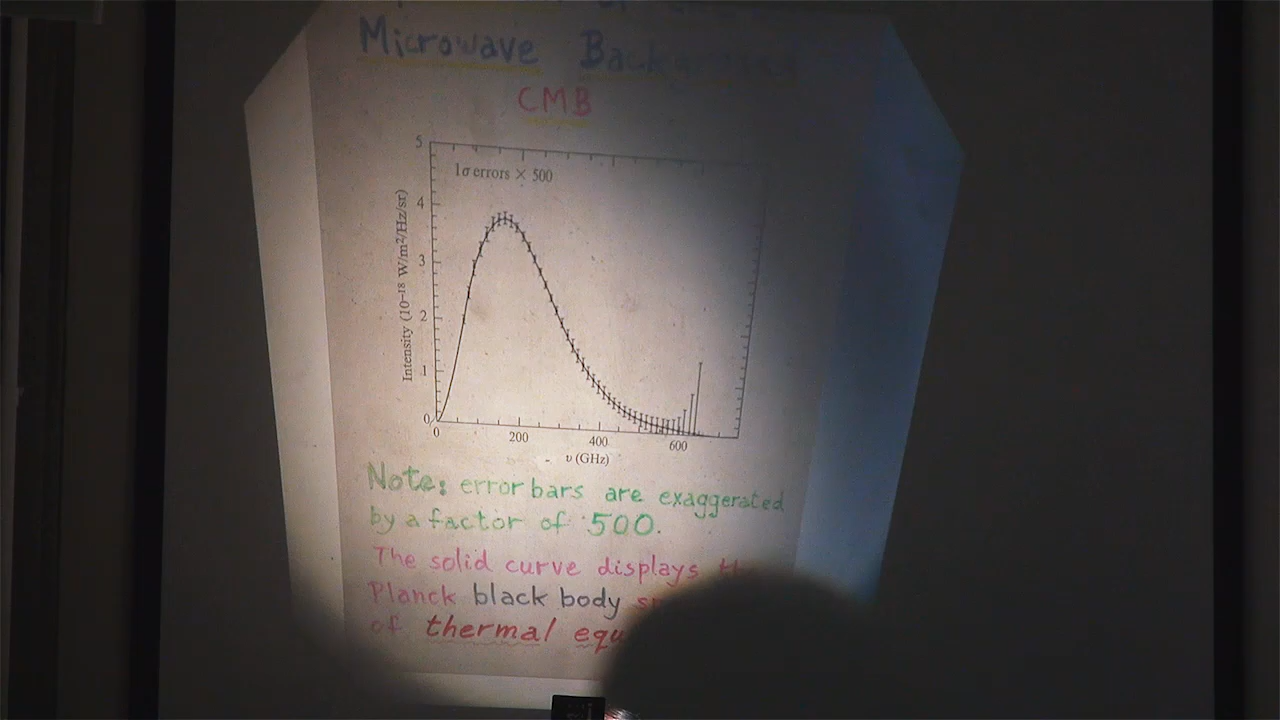 Microwave Background
CMB
1σ errors × 500
Intensity (10⁻¹⁸ W/m²/Hz/sr)
5
4
3
2
1
0
0 200 400 600
υ (GHz)
Note: error bars are exaggerated
by a factor of 500.
The solid curve displays
Planck black body
of thermal